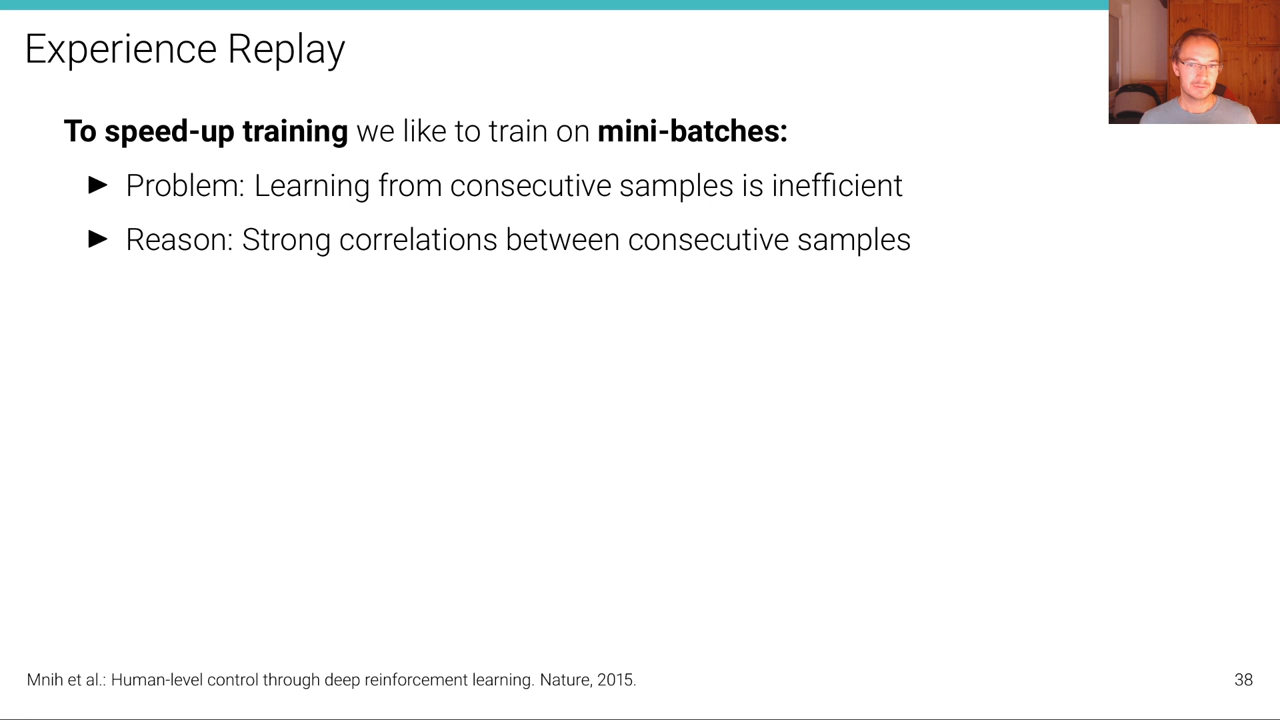 Experience Replay
To speed-up training we like to train on mini-batches:
► Problem: Learning from consecutive samples is inefficient
► Reason: Strong correlations between consecutive samples
Mnih et al.: Human-level control through deep reinforcement learning. Nature, 2015.
38